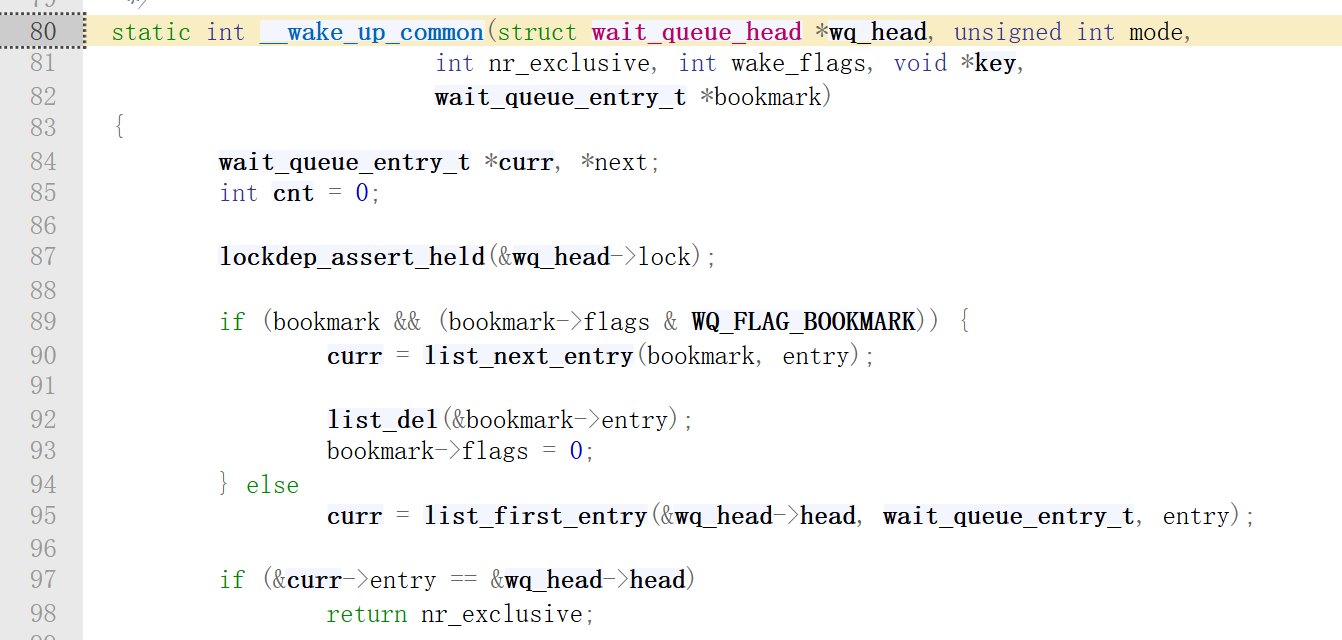 79 */
80 static int __wake_up_common(struct wait_queue_head *wq_head, unsigned int mode,
81 int nr_exclusive, int wake_flags, void *key,
82 wait_queue_entry_t *bookmark)
83 {
84 wait_queue_entry_t *curr, *next;
85 int cnt = 0;
86
87 lockdep_assert_held(&wq_head->lock);
88
89 if (bookmark && (bookmark->flags & WQ_FLAG_BOOKMARK)) {
90 curr = list_next_entry(bookmark, entry);
91
92 list_del(&bookmark->entry);
93 bookmark->flags = 0;
94 } else
95 curr = list_first_entry(&wq_head->head, wait_queue_entry_t, entry);
96
97 if (&curr->entry == &wq_head->head)
98 return nr_exclusive;